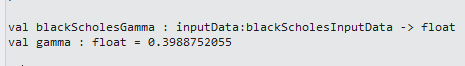 val blackScholesGamma : inputData:blackScholesInputData -> float
val gamma : float = 0.3988752055